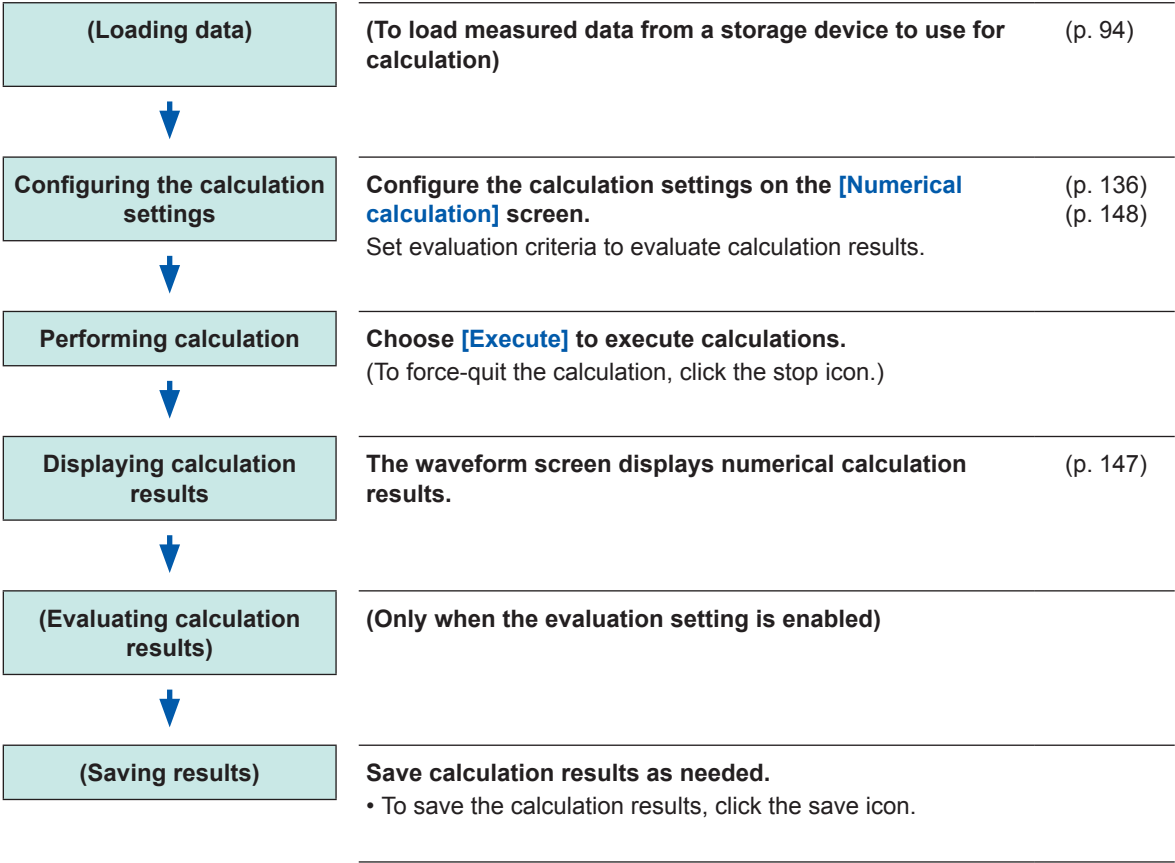 (Loading data)
(To load measured data from a storage device to use for
calculation)
(p. 94)
Configuring the calculation
settings
Configure the calculation settings on the [Numerical
calculation] screen.
Set evaluation criteria to evaluate calculation results.
(p. 136)
(p. 148)
Performing calculation
Choose [Execute] to execute calculations.
(To force-quit the calculation, click the stop icon.)
Displaying calculation
results
The waveform screen displays numerical calculation
results.
(p. 147)
(Evaluating calculation
results)
(Only when the evaluation setting is enabled)
(Saving results)
Save calculation results as needed.
• To save the calculation results, click the save icon.